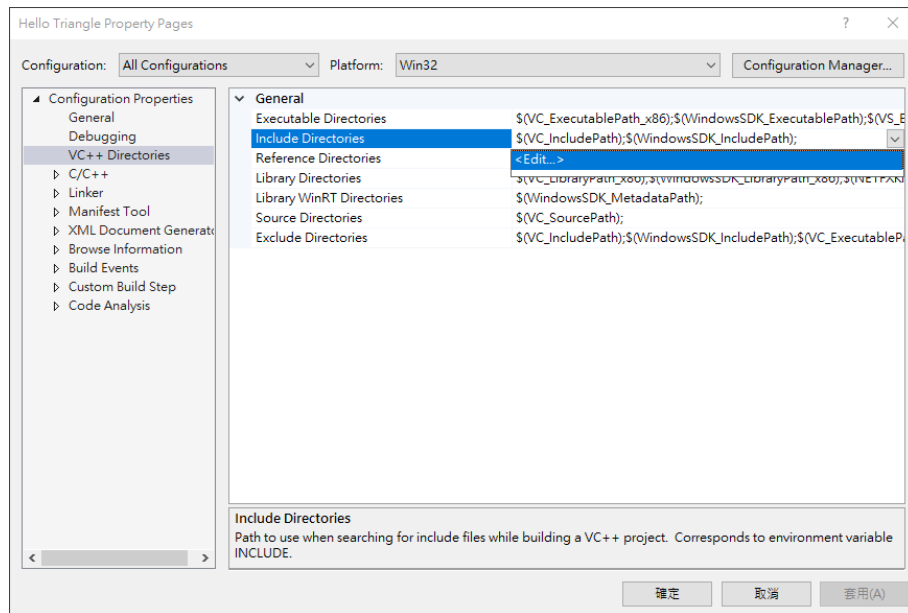 Hello Triangle Property Pages
Configuration: All Configurations Platform: Win32 Configuration Manager...
Configuration Properties
General
Debugging
VC++ Directories
C/C++
Linker
Manifest Tool
XML Document Generato
Browse Information
Build Events
Custom Build Step
Code Analysis
General
Executable Directories $(VC_ExecutablePath_x86);$(WindowsSDK_ExecutablePath);$(VS_E
Include Directories $(VC_IncludePath);$(WindowsSDK_IncludePath);
Reference Directories <Edit...>
Library Directories $(VC_LibraryPath_x86);$(WindowsSDK_LibraryPath_x86);$(NETFXK
Library WinRT Directories $(WindowsSDK_MetadataPath);
Source Directories $(VC_SourcePath);
Exclude Directories $(VC_IncludePath);$(WindowsSDK_IncludePath);$(VC_ExecutablePa
Include Directories
Path to use when searching for include files while building a VC++ project. Corresponds to environment variable
INCLUDE.
確定 取消 套用(A)